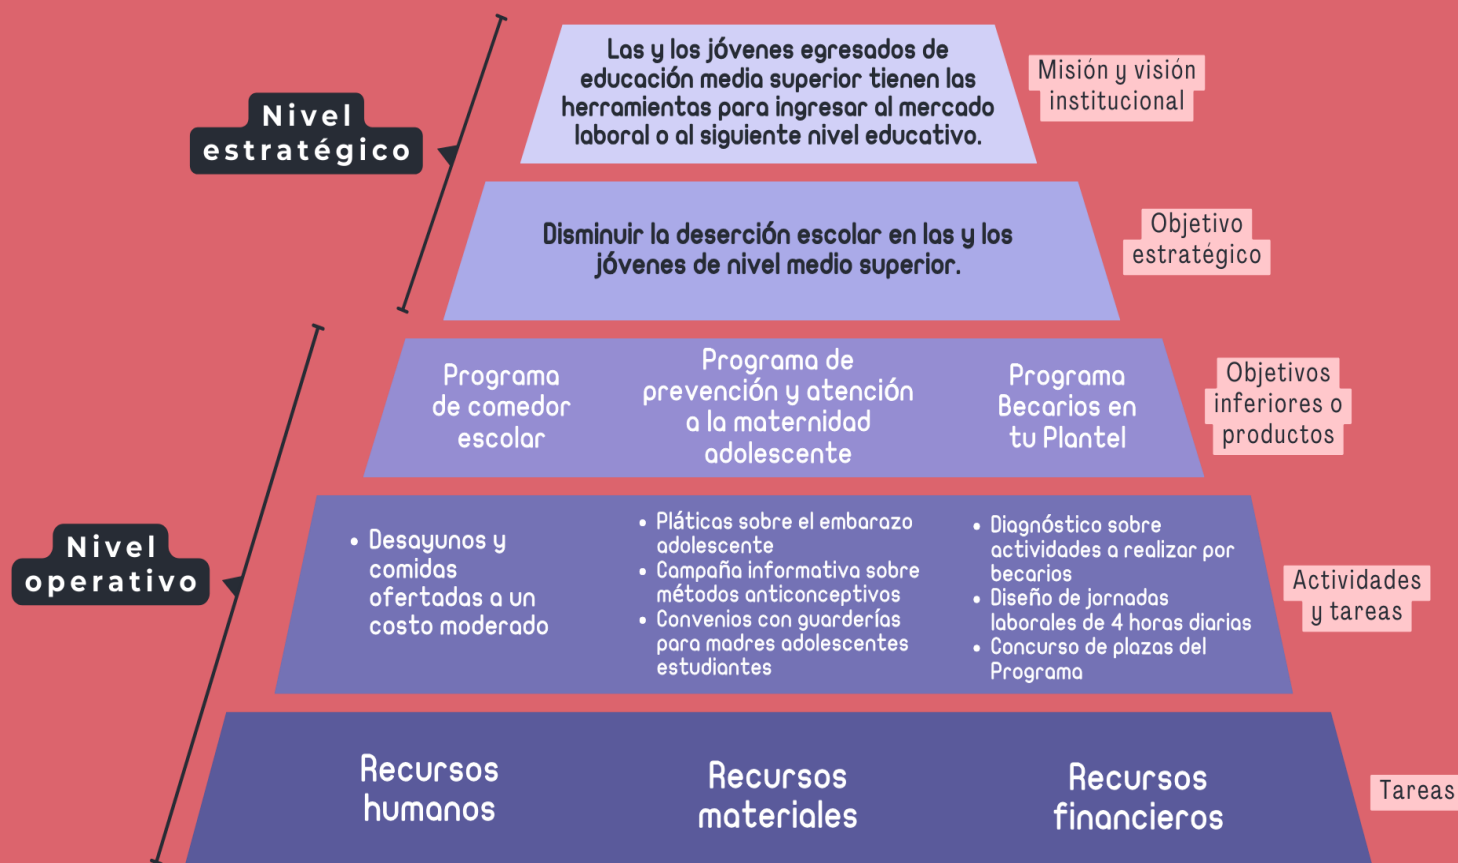 Las y los jóvenes egresados de
educación media superior tienen las
herramientas para ingresar al mercado
laboral o al siguiente nivel educativo.
Misión y visión
institucional
Nivel
estratégico
Disminuir la deserción escolar en las y los
jóvenes de nivel medio superior.
Objetivo
estratégico
Programa
de comedor
escolar
Programa de
prevención y atención
a la maternidad
adolescente
Programa
Becarios en
tu Plantel
Objetivos
inferiores o
productos
Nivel
operativo
• Desayunos y
comidas
ofertadas a un
costo moderado
• Pláticas sobre el embarazo
adolescente
• Campaña informativa sobre
métodos anticonceptivos
• Convenios con guarderías
para madres adolescentes
estudiantes
• Diagnóstico sobre
actividades a realizar por
becarios
• Diseño de jornadas
laborales de 4 horas diarias
• Concurso de plazas del
Programa
Actividades
y tareas
Recursos
humanos
Recursos
materiales
Recursos
financieros
Tareas